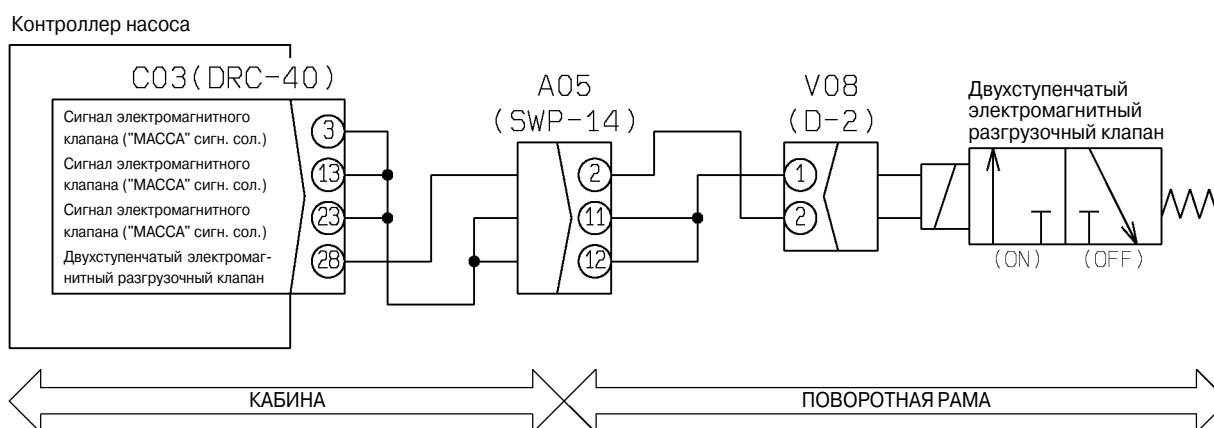 Контроллер насоса
C03(DRC-40)
Сигнал электромагнитного
клапана ("МАССА" сигн. сол.)
3
Сигнал электромагнитного
клапана ("МАССА" сигн. сол.)
13
Сигнал электромагнитного
клапана ("МАССА" сигн. сол.)
23
Двухступенчатый электромаг-
нитный разгрузочный клапан
28
A05
(SWP-14)
2
11
12
V08
(D-2)
1
2
Двухступенчатый
электромагнитный
разгрузочный клапан
(ON)
(OFF)
КАБИНА
ПОВОРОТНАЯ РАМА